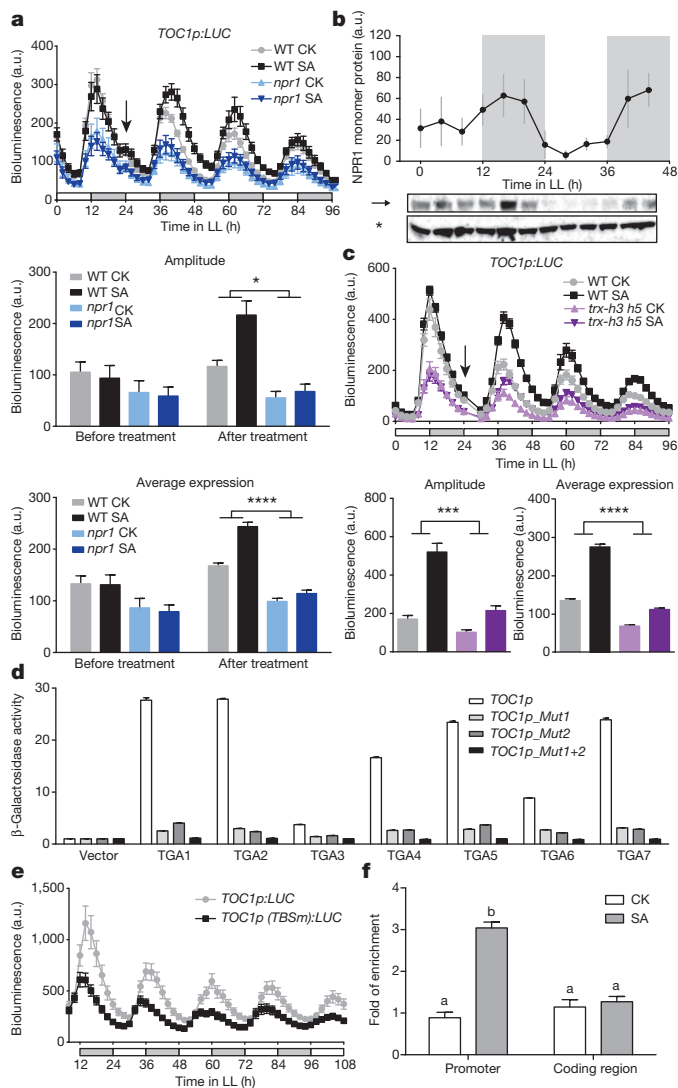 a
TOC1p:LUC
WT CK
WT SA
npr1 CK
npr1 SA
Bioluminescence (a.u.)
400
300
200
100
0
0 12 24 36 48 60 72 84 96
Time in LL (h)
Amplitude
WT CK
WT SA
npr1 CK
npr1SA
*
Bioluminescence (a.u.)
300
200
100
0
Before treatment After treatment
Average expression
WT CK
WT SA
npr1 CK
npr1 SA
****
Bioluminescence (a.u.)
300
200
100
0
Before treatment After treatment
b
NPR1 monomer protein (a.u.)
120
100
80
60
40
20
0
0 12 24 36 48
Time in LL (h)
*
c
TOC1p:LUC
WT CK
WT SA
trx-h3 h5 CK
trx-h3 h5 SA
Bioluminescence (a.u.)
600
400
200
0
0 12 24 36 48 60 72 84 96
Time in LL (h)
Amplitude
***
Bioluminescence (a.u.)
800
600
400
200
0
Average expression
****
Bioluminescence (a.u.)
400
300
200
100
0
d
β-Galactosidase activity
30
20
10
0
TOC1p
TOC1p_Mut1
TOC1p_Mut2
TOC1p_Mut1+2
Vector TGA1 TGA2 TGA3 TGA4 TGA5 TGA6 TGA7
e
TOC1p:LUC
TOC1p (TBSm):LUC
Bioluminescence (a.u.)
1,500
1,000
500
0
12 24 36 48 60 72 84 96 108
Time in LL (h)
f
CK
SA
Fold of enrichment
4
3
2
1
0
a b a a
Promoter Coding region